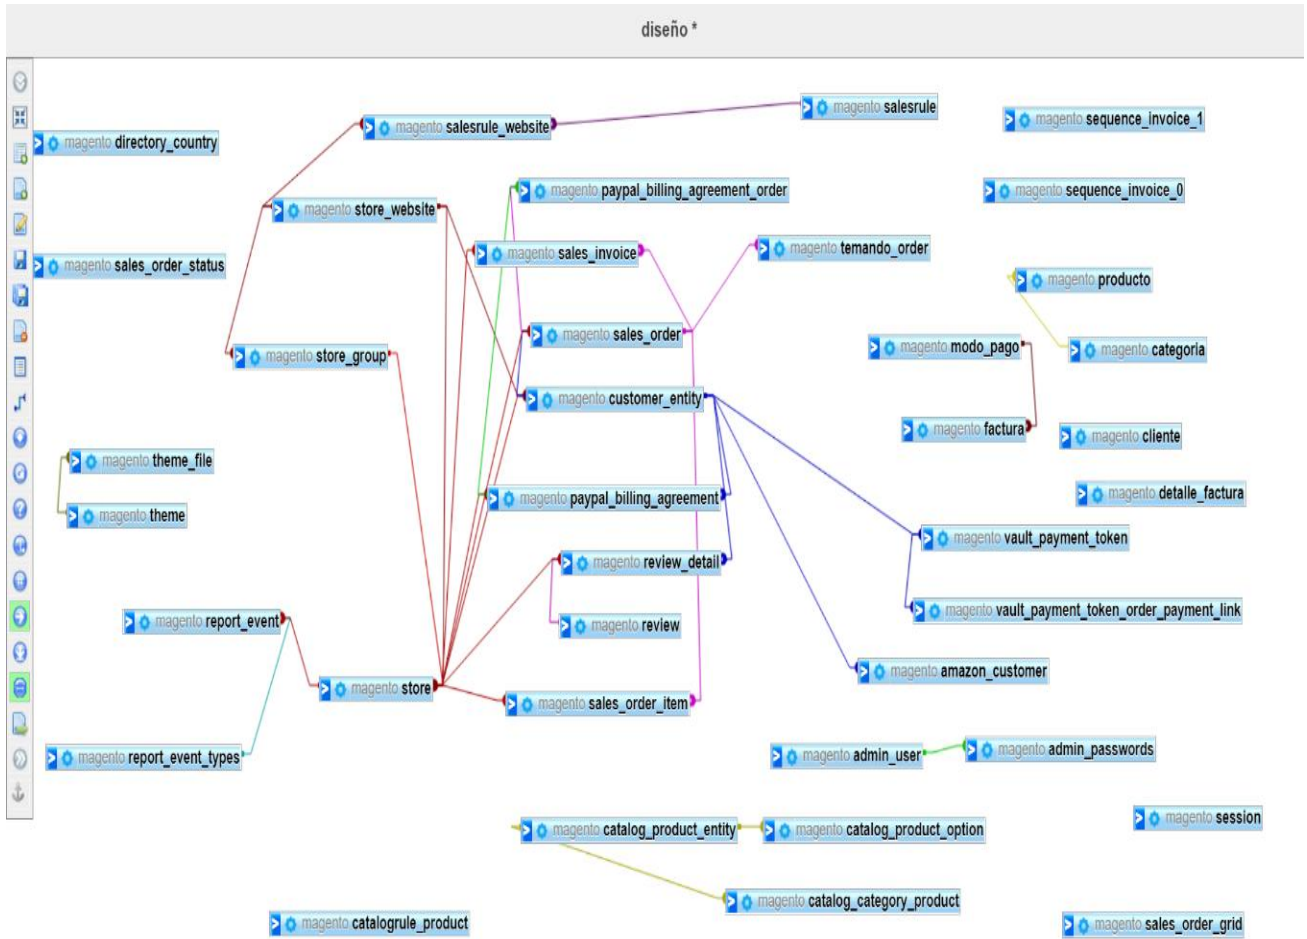 diseño *
magento salesrule
magento sequence_invoice_1
magento salesrule_website
magento directory_country
magento paypal_billing_agreement_order
magento sequence_invoice_0
magento store_website
magento temando_order
magento sales_invoice
magento sales_order_status
magento producto
magento sales_order
magento modo_pago
magento categoria
magento store_group
magento customer_entity
magento factura
magento cliente
magento theme_file
magento detalle_factura
magento paypal_billing_agreement
magento theme
magento vault_payment_token
magento review_detail
magento vault_payment_token_order_payment_link
magento report_event
magento review
magento amazon_customer
magento store
magento sales_order_item
magento admin_passwords
magento admin_user
magento report_event_types
magento session
magento catalog_product_entity
magento catalog_product_option
magento catalog_category_product
magento catalogrule_product
magento sales_order_grid